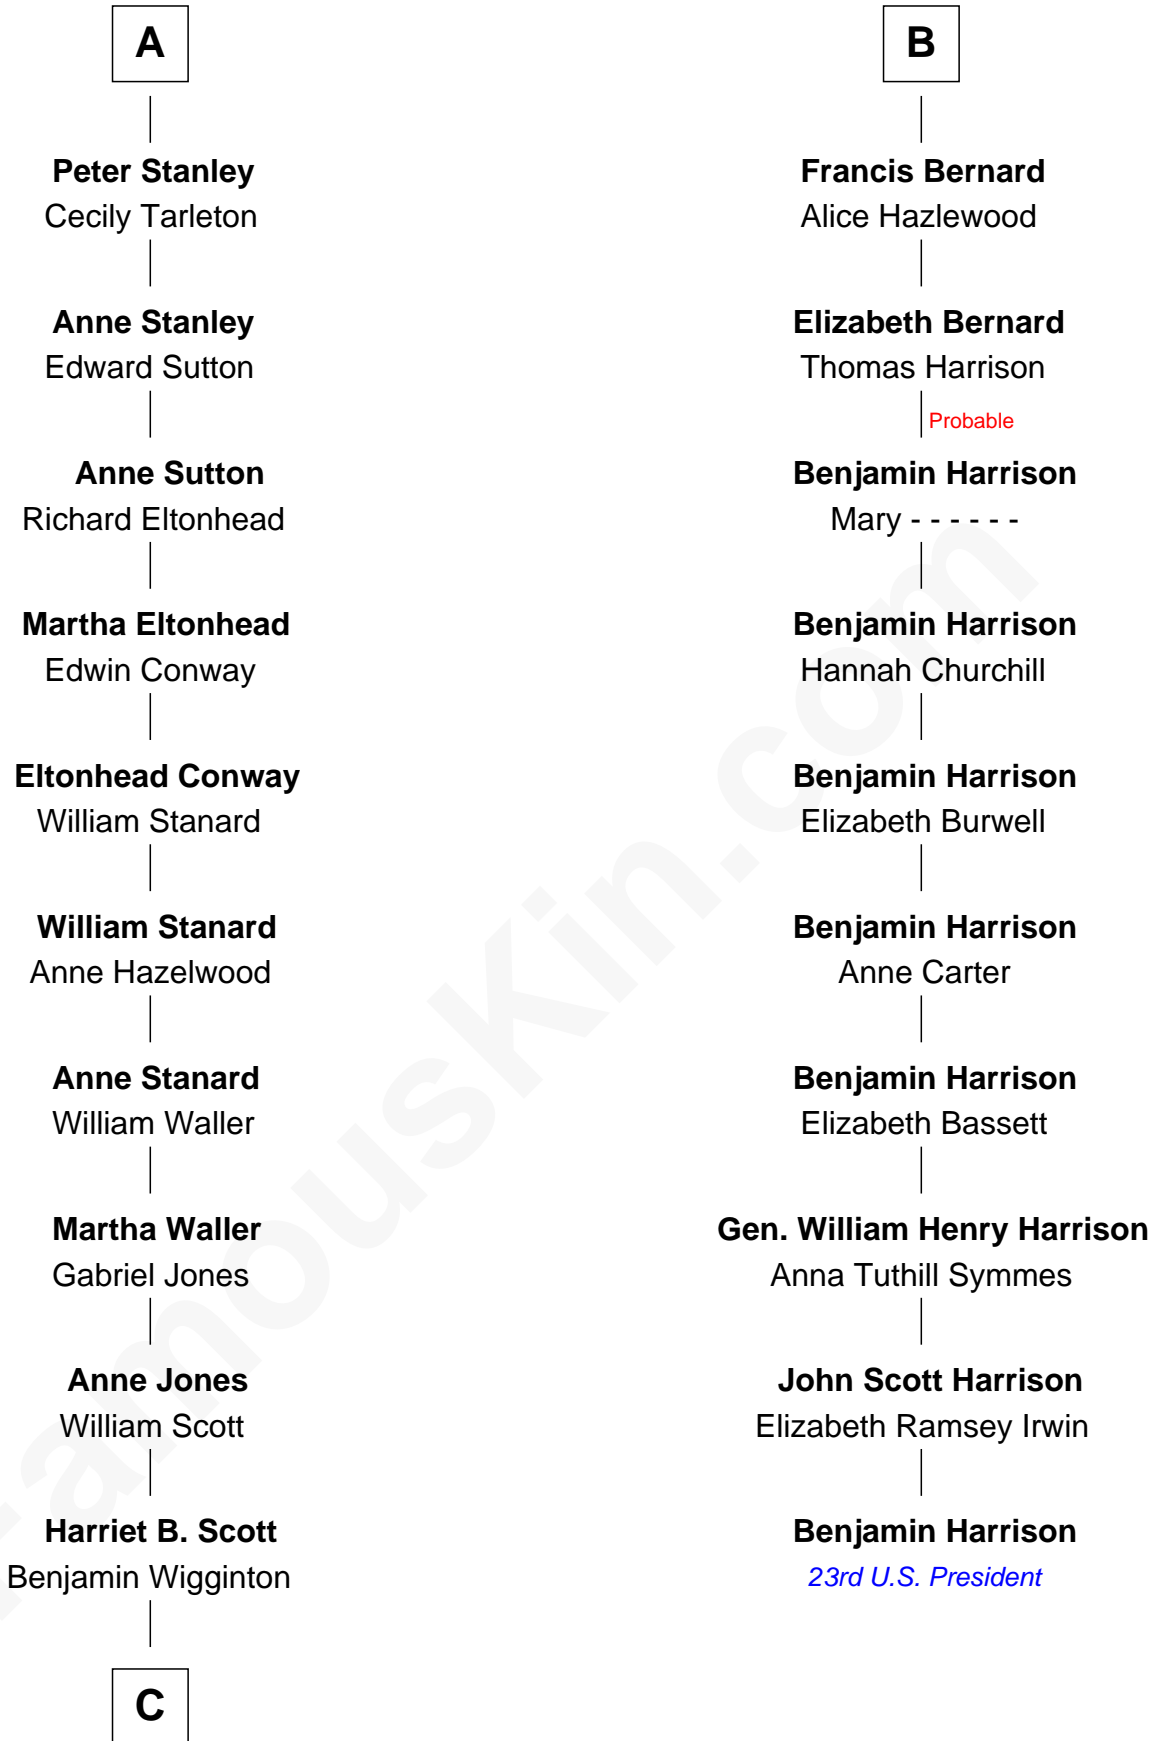 A
Peter Stanley
Cecily Tarleton
Anne Stanley
Edward Sutton
Anne Sutton
Richard Eltonhead
Martha Eltonhead
Edwin Conway
Eltonhead Conway
William Stanard
William Stanard
Anne Hazelwood
Anne Stanard
William Waller
Martha Waller
Gabriel Jones
Anne Jones
William Scott
Harriet B. Scott
Benjamin Wigginton
C
B
Francis Bernard
Alice Hazlewood
Elizabeth Bernard
Thomas Harrison
Probable
Benjamin Harrison
Mary - - - - - -
Benjamin Harrison
Hannah Churchill
Benjamin Harrison
Elizabeth Burwell
Benjamin Harrison
Anne Carter
Benjamin Harrison
Elizabeth Bassett
Gen. William Henry Harrison
Anna Tuthill Symmes
John Scott Harrison
Elizabeth Ramsey Irwin
Benjamin Harrison
23rd U.S. President
FamousKin.com